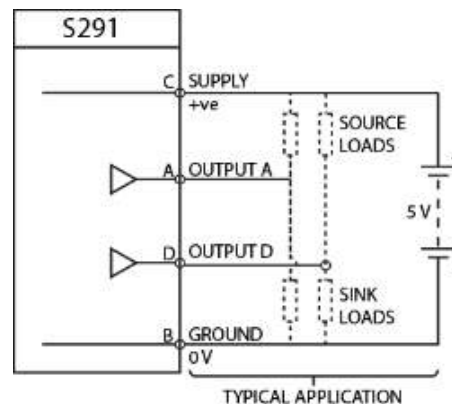 S291
C SUPPLY
+ve
SOURCE
LOADS
A OUTPUT A
5 V
D OUTPUT D
SINK
LOADS
B GROUND
0V
TYPICAL APPLICATION